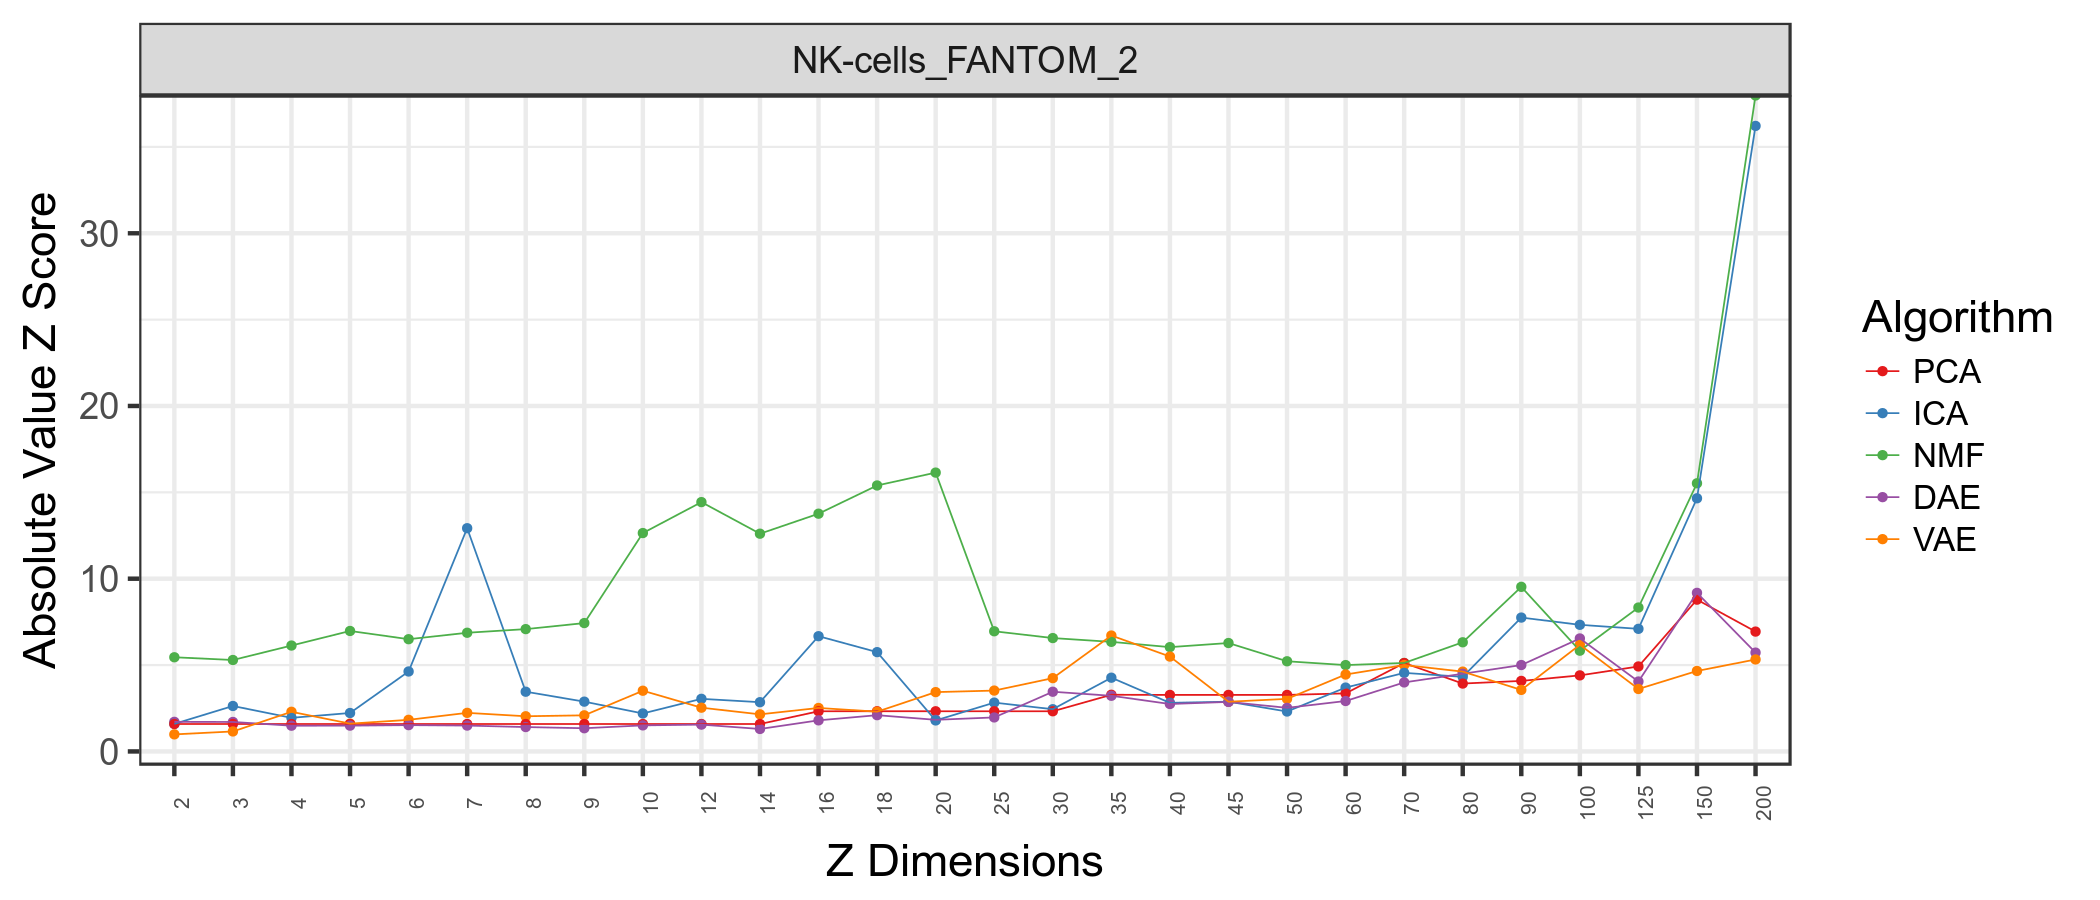 NK-cells_FANTOM_2
Absolute Value Z Score
30
20
10
0
2 3 4 5 6 7 8 9 10 12 14 16 18 20 25 30 35 40 45 50 60 70 80 90 100 125 150 200
Z Dimensions
Algorithm
PCA
ICA
NMF
DAE
VAE